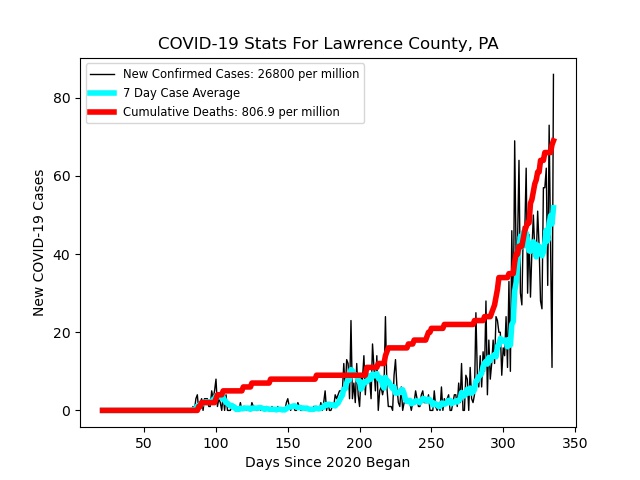 COVID-19 Stats For Lawrence County, PA
New Confirmed Cases: 26800 per million
7 Day Case Average
Cumulative Deaths: 806.9 per million
New COVID-19 Cases
80
60
40
20
0
50 100 150 200 250 300 350
Days Since 2020 Began